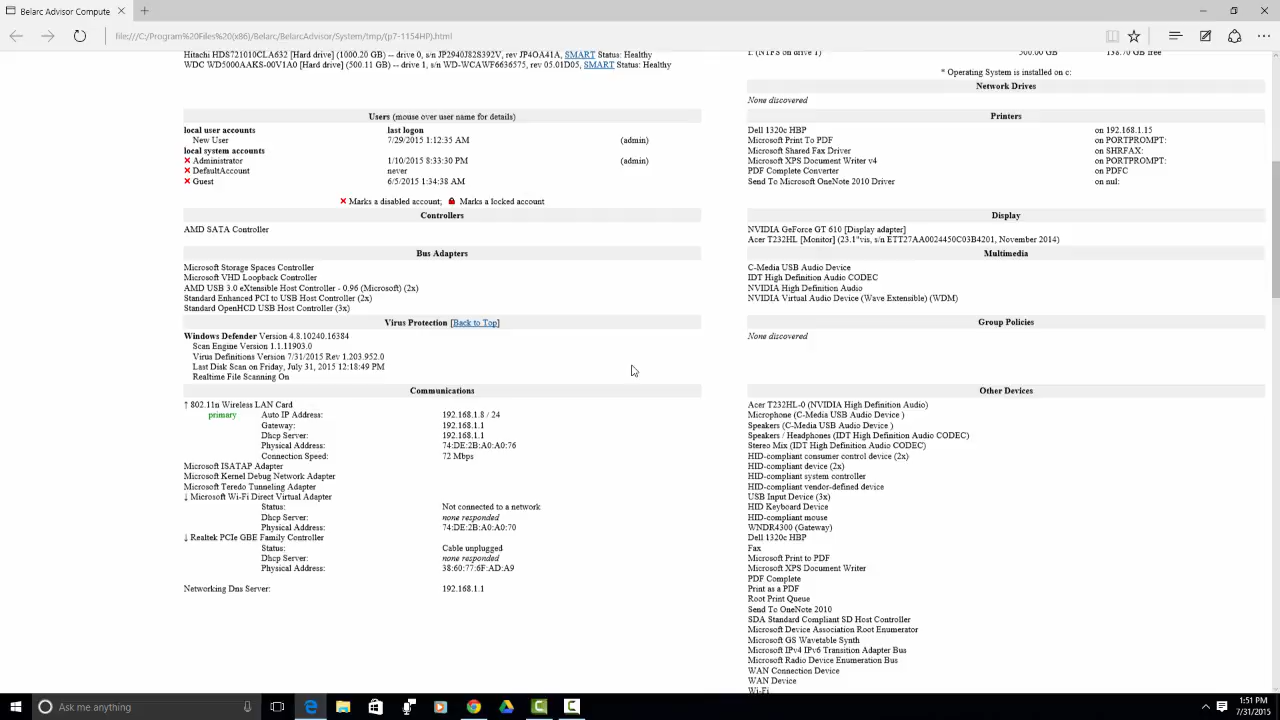 file:///C:/Program%20Files%20(x86)/Belarc/BelarcAdvisor/System/tmp/(p7-1154HP).html
Hitachi HDS721010CLA632 [Hard drive] (1000.20 GB) -- drive 0, s/n JP2940J82S392V, rev JP4OA41A, SMART Status: Healthy
WDC WD5000AAKS-00V1A0 [Hard drive] (500.11 GB) -- drive 1, s/n WD-WCAWF6636575, rev 05.01D05, SMART Status: Healthy
Users (mouse over user name for details)
local user accounts last logon
New User 7/29/2015 1:12:35 AM (admin)
local system accounts
Administrator 1/10/2015 8:33:30 PM (admin)
DefaultAccount never
Guest 6/5/2015 1:34:38 AM
Marks a disabled account; Marks a locked account
Controllers
AMD SATA Controller
Bus Adapters
Microsoft Storage Spaces Controller
Microsoft VHD Loopback Controller
AMD USB 3.0 eXtensible Host Controller - 0.96 (Microsoft) (2x)
Standard Enhanced PCI to USB Host Controller (2x)
Standard OpenHCD USB Host Controller (3x)
Virus Protection [Back to Top]
Windows Defender Version 4.8.10240.16384
Scan Engine Version 1.1.11903.0
Virus Definitions Version 7/31/2015 Rev 1.203.952.0
Last Disk Scan on Friday, July 31, 2015 12:18:49 PM
Realtime File Scanning On
Communications
↑ 802.11n Wireless LAN Card
primary Auto IP Address: 192.168.1.8 / 24
Gateway: 192.168.1.1
Dhcp Server: 192.168.1.1
Physical Address: 74:DE:2B:A0:A0:76
Connection Speed: 72 Mbps
Microsoft ISATAP Adapter
Microsoft Kernel Debug Network Adapter
Microsoft Teredo Tunneling Adapter
↓ Microsoft Wi-Fi Direct Virtual Adapter
Status: Not connected to a network
Dhcp Server: none responded
Physical Address: 74:DE:2B:A0:A0:70
↓ Realtek PCIe GBE Family Controller
Status: Cable unplugged
Dhcp Server: none responded
Physical Address: 38:60:77:6F:AD:A9
Networking Dns Server: 192.168.1.1
(NTFS on drive 1) 500.00 GB 138.70 GB free
* Operating System is installed on c:
Network Drives
None discovered
Printers
Dell 1320c HBP on 192.168.1.15
Microsoft Print To PDF on PORTPROMPT:
Microsoft Shared Fax Driver on SHRFAX:
Microsoft XPS Document Writer v4 on PORTPROMPT:
PDF Complete Converter on PDFC
Send To Microsoft OneNote 2010 Driver on nul:
Display
NVIDIA GeForce GT 610 [Display adapter]
Acer T232HL [Monitor] (23.1"vis, s/n ETT27AA0024450C03B4201, November 2014)
Multimedia
C-Media USB Audio Device
IDT High Definition Audio CODEC
NVIDIA High Definition Audio
NVIDIA Virtual Audio Device (Wave Extensible) (WDM)
Group Policies
None discovered
Other Devices
Acer T232HL-0 (NVIDIA High Definition Audio)
Microphone (C-Media USB Audio Device )
Speakers (C-Media USB Audio Device )
Speakers / Headphones (IDT High Definition Audio CODEC)
Stereo Mix (IDT High Definition Audio CODEC)
HID-compliant consumer control device (2x)
HID-compliant device (2x)
HID-compliant system controller
HID-compliant vendor-defined device
USB Input Device (3x)
HID Keyboard Device
HID-compliant mouse
WNDR4300 (Gateway)
Dell 1320c HBP
Fax
Microsoft Print to PDF
Microsoft XPS Document Writer
PDF Complete
Print as a PDF
Root Print Queue
Send To OneNote 2010
SDA Standard Compliant SD Host Controller
Microsoft Device Association Root Enumerator
Microsoft GS Wavetable Synth
Microsoft IPv4 IPv6 Transition Adapter Bus
Microsoft Radio Device Enumeration Bus
WAN Connection Device
WAN Device
Wi-Fi
Ask me anything
1:51 PM
7/31/2015